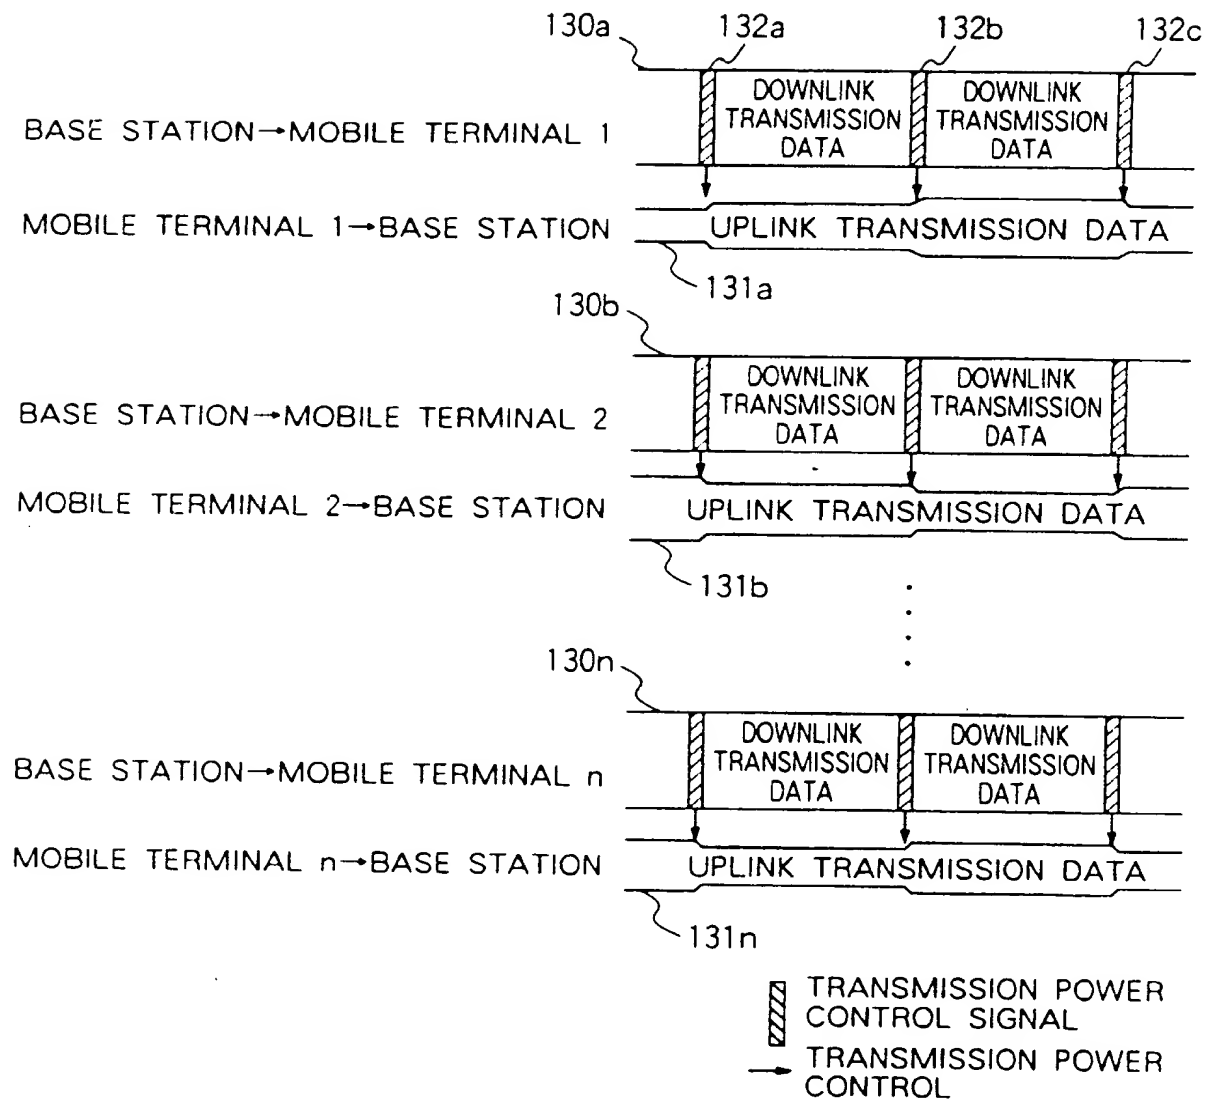 130a 132a 132b 132c
BASE STATION→MOBILE TERMINAL 1
DOWNLINK TRANSMISSION DATA
DOWNLINK TRANSMISSION DATA
MOBILE TERMINAL 1→BASE STATION
UPLINK TRANSMISSION DATA
131a
130b
BASE STATION→MOBILE TERMINAL 2
DOWNLINK TRANSMISSION DATA
DOWNLINK TRANSMISSION DATA
MOBILE TERMINAL 2→BASE STATION
UPLINK TRANSMISSION DATA
131b
130n
BASE STATION→MOBILE TERMINAL n
DOWNLINK TRANSMISSION DATA
DOWNLINK TRANSMISSION DATA
MOBILE TERMINAL n→BASE STATION
UPLINK TRANSMISSION DATA
131n
TRANSMISSION POWER
CONTROL SIGNAL
TRANSMISSION POWER
CONTROL